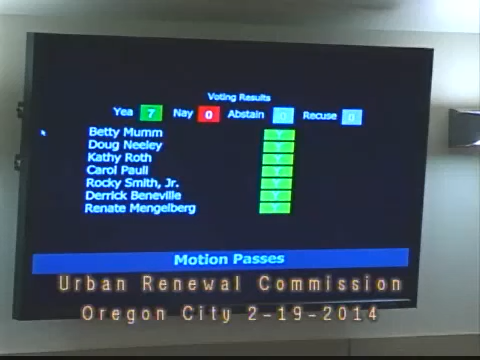 Voting Results
Yea 7 Nay 0 Abstain 0 Recuse 0
Betty Mumm Y
Doug Neeley Y
Kathy Roth Y
Carol Pauli Y
Rocky Smith, Jr. Y
Derrick Beneville Y
Renate Mengelberg Y
Motion Passes
Urban Renewal Commission
Oregon City 2-19-2014